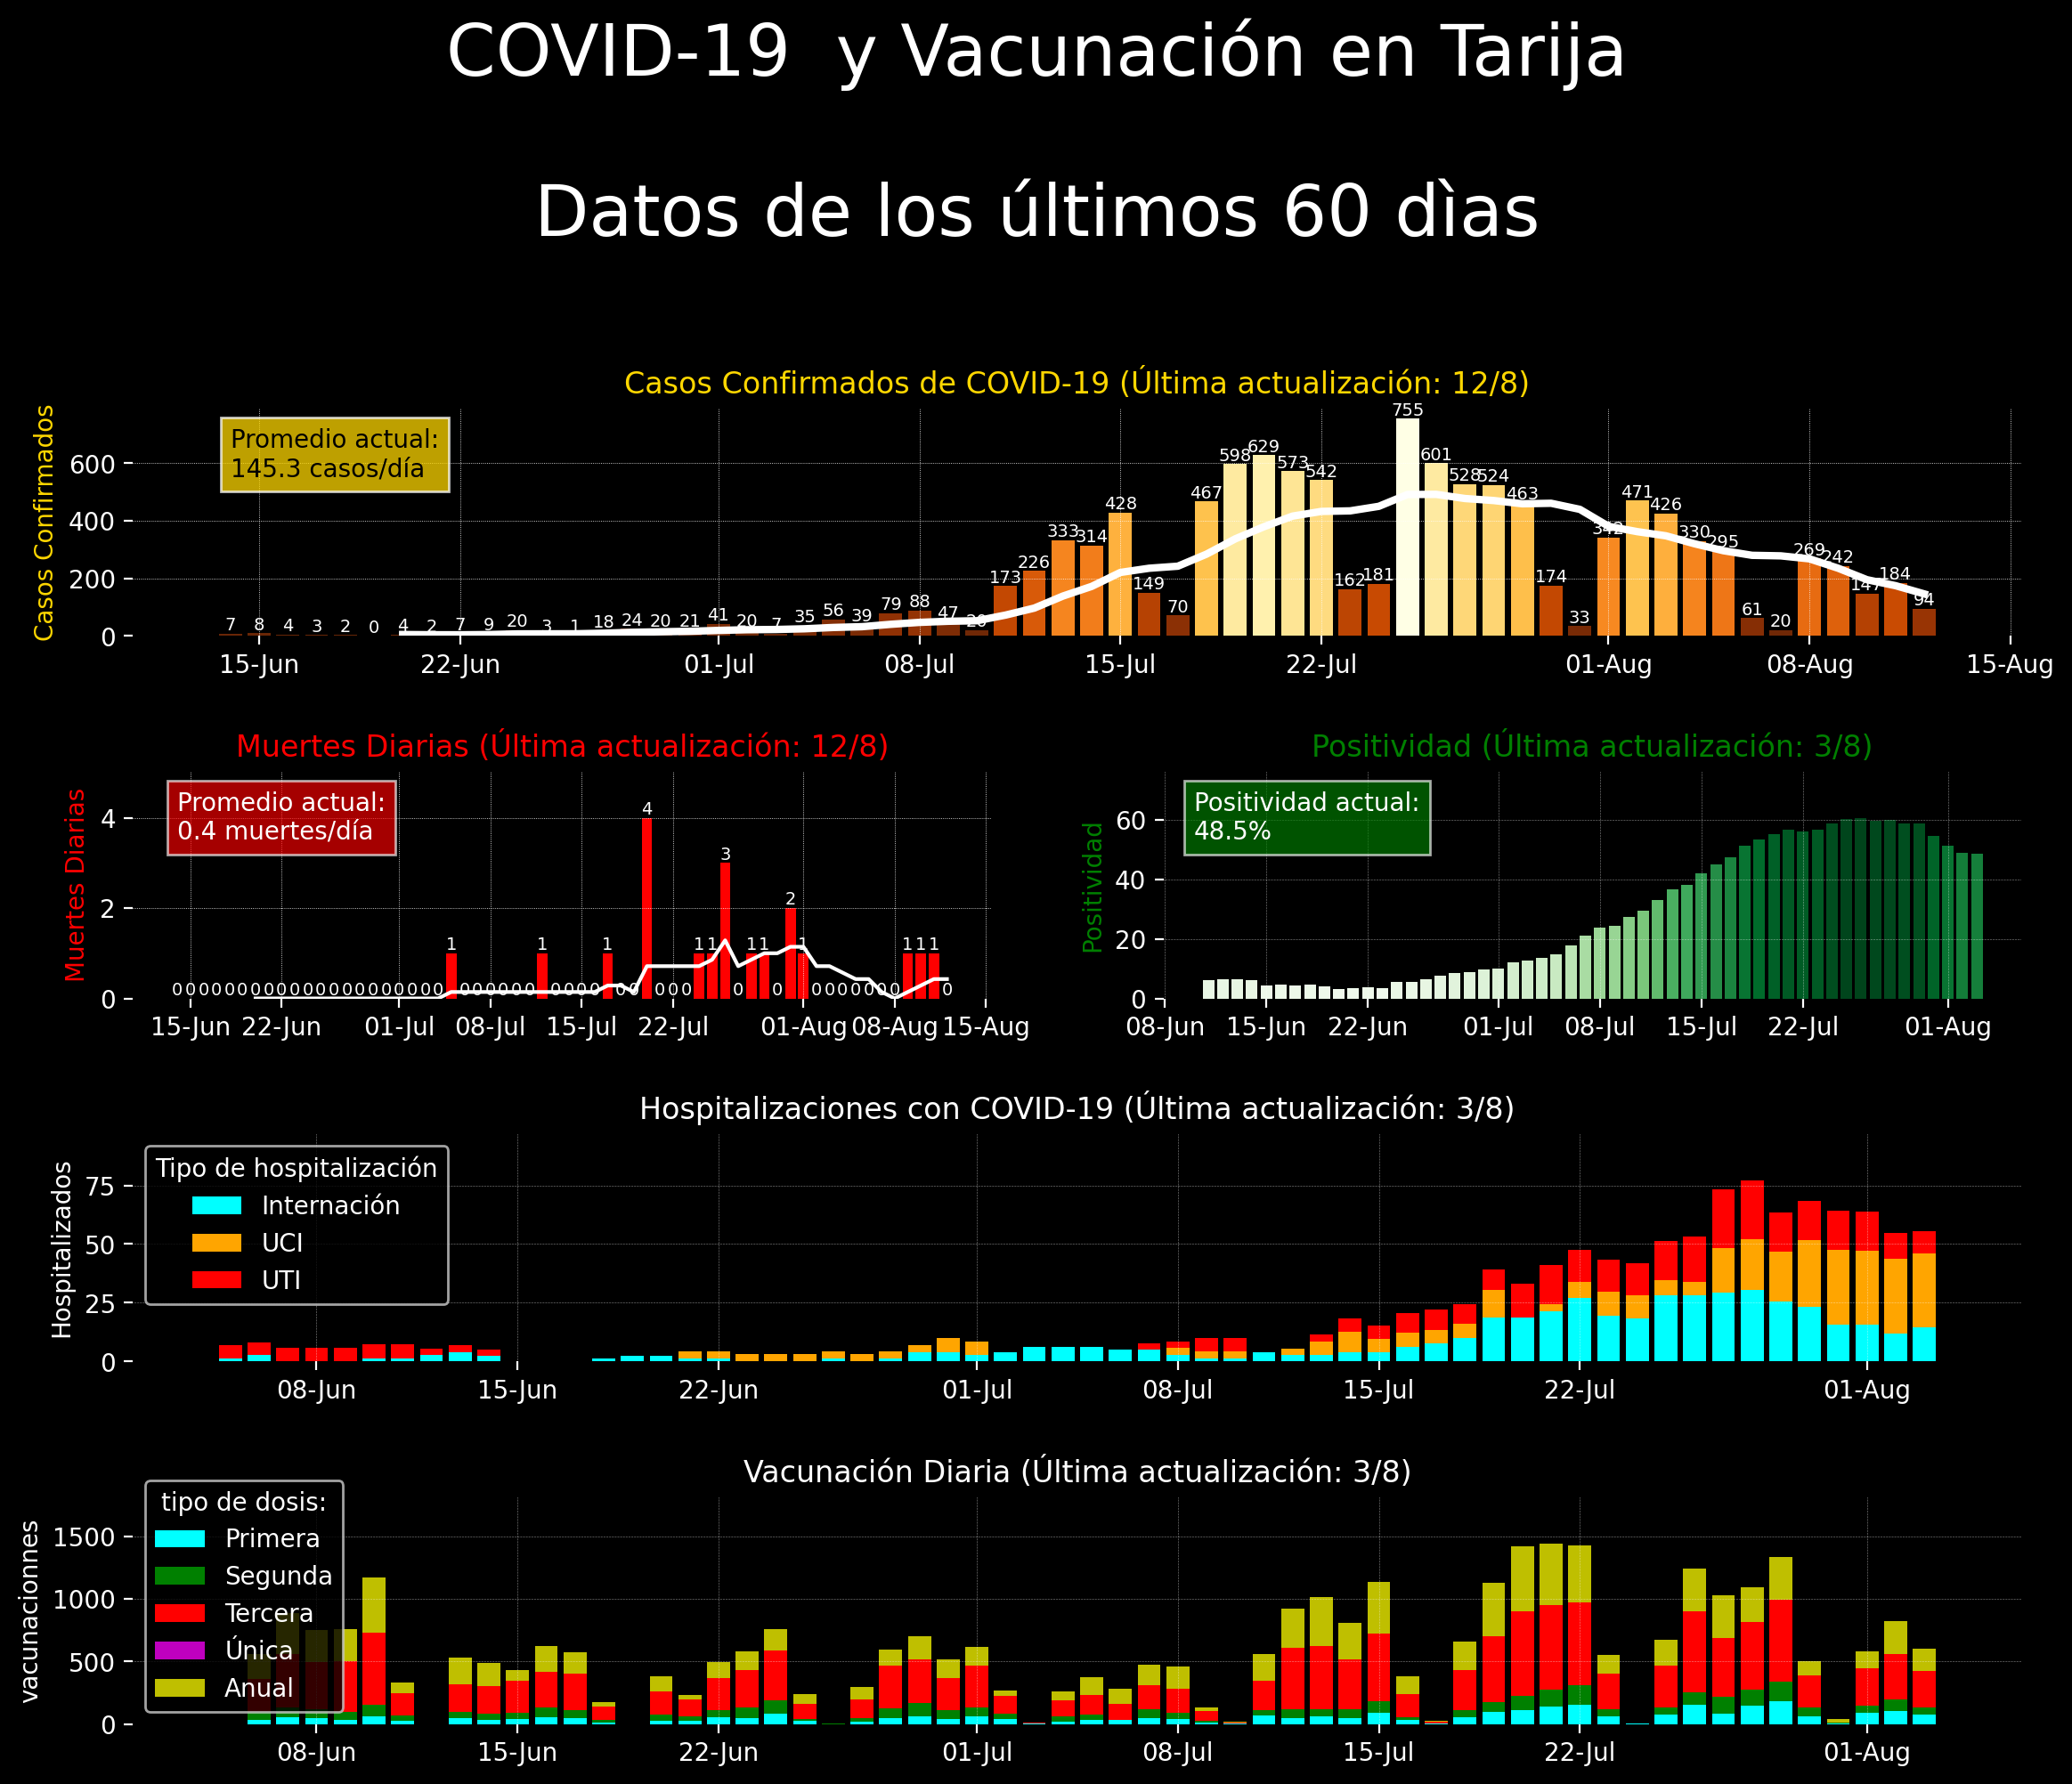 COVID-19  y Vacunación en Tarija
Datos de los últimos 60 dìas
Casos Confirmados de COVID-19 (Última actualización: 12/8)
Casos Confirmados
Promedio actual:
145.3 casos/día
600
400
200
0
7 8 4 3 2 0 4 2 7 9 20 3 1 18 24 20 21 41 20 7 35 56 39 79 88 47 20 173 226 333 314 428 149 70 467 598 629 573 542 162 181 755 601 528 524 463 174 33 342 471 426 330 295 61 20 269 242 147 184 94
15-Jun 22-Jun 01-Jul 08-Jul 15-Jul 22-Jul 01-Aug 08-Aug 15-Aug
Muertes Diarias (Última actualización: 12/8)
Muertes Diarias
Promedio actual:
0.4 muertes/día
4
2
0
0 0 0 0 0 0 0 0 0 0 0 0 0 0 0 0 0 0 0 0 0 1 0 0 0 0 0 0 1 0 0 0 0 1 0 0 4 0 0 0 1 1 3 0 1 1 0 2 1 0 0 0 0 0 0 0 1 1 1 0
15-Jun 22-Jun 01-Jul 08-Jul 15-Jul 22-Jul 01-Aug 08-Aug 15-Aug
Positividad (Última actualización: 3/8)
Positividad
Positividad actual:
48.5%
60
40
20
0
08-Jun 15-Jun 22-Jun 01-Jul 08-Jul 15-Jul 22-Jul 01-Aug
Hospitalizaciones con COVID-19 (Última actualización: 3/8)
Hospitalizados
Tipo de hospitalización
Internación
UCI
UTI
75
50
25
0
08-Jun 15-Jun 22-Jun 01-Jul 08-Jul 15-Jul 22-Jul 01-Aug
Vacunación Diaria (Última actualización: 3/8)
vacunacionnes
tipo de dosis:
Primera
Segunda
Tercera
Única
Anual
1500
1000
500
0
08-Jun 15-Jun 22-Jun 01-Jul 08-Jul 15-Jul 22-Jul 01-Aug